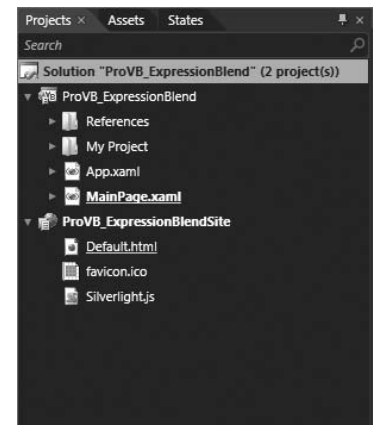 Projects × Assets States
Search
Solution "ProVB_ExpressionBlend" (2 project(s))
ProVB_ExpressionBlend
References
My Project
App.xaml
MainPage.xaml
ProVB_ExpressionBlendSite
Default.html
favicon.ico
Silverlight.js